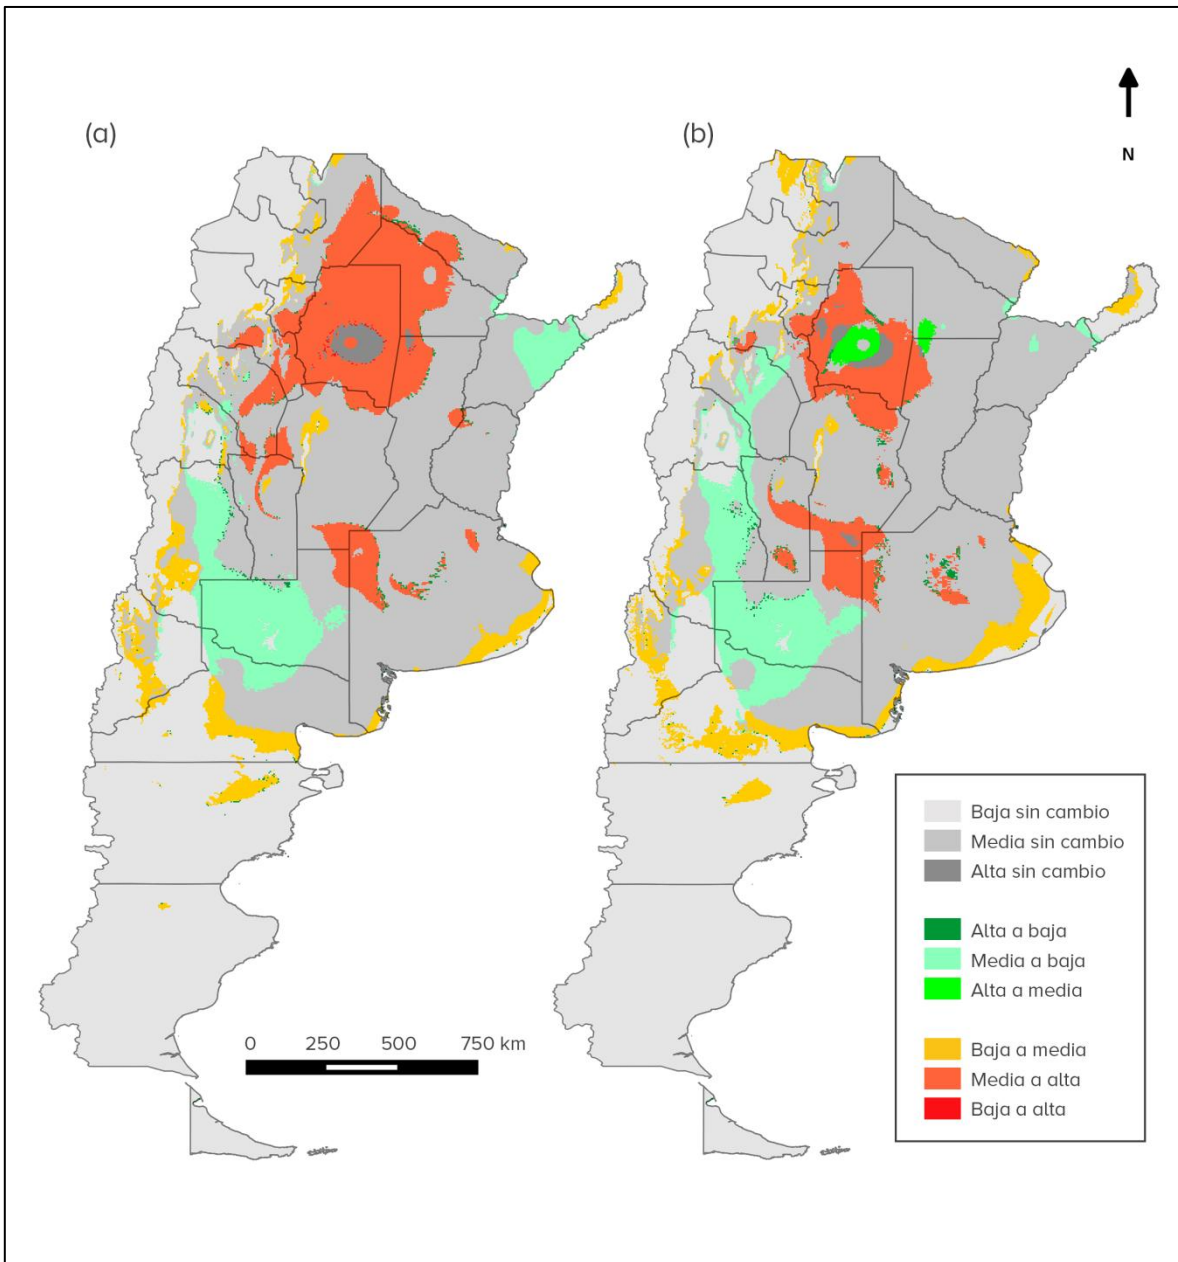 (a)
(b)
N
Baja sin cambio
Media sin cambio
Alta sin cambio
Alta a baja
Media a baja
Alta a media
Baja a media
Media a alta
Baja a alta
0 250 500 750 km